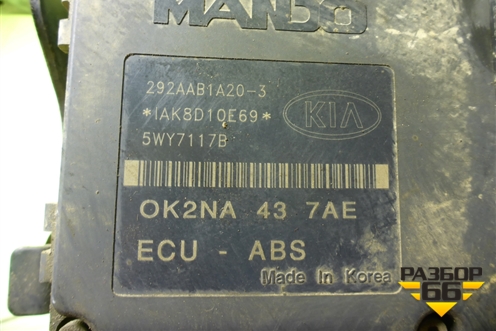 MANDO
292AAB1A20-3
*IAK8D10E69*
KIA
5WY7117B
OK2NA 43 7AE
ECU - ABS
Made In Korea
РАЗБОР
66